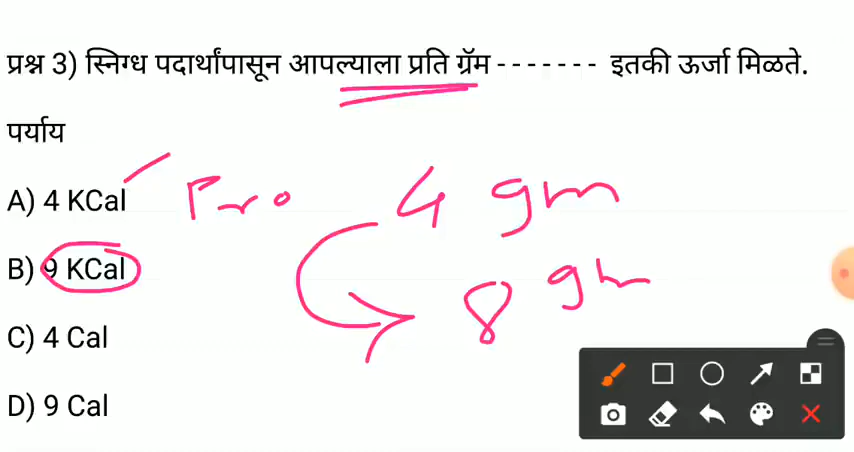 प्रश्न 3) स्निग्ध पदार्थांपासून आपल्याला प्रति ग्रॅम ------- इतकी ऊर्जा मिळते.
पर्याय
A) 4 KCal Pro 4 gm
B) 9 KCal 8 gm
C) 4 Cal
D) 9 Cal